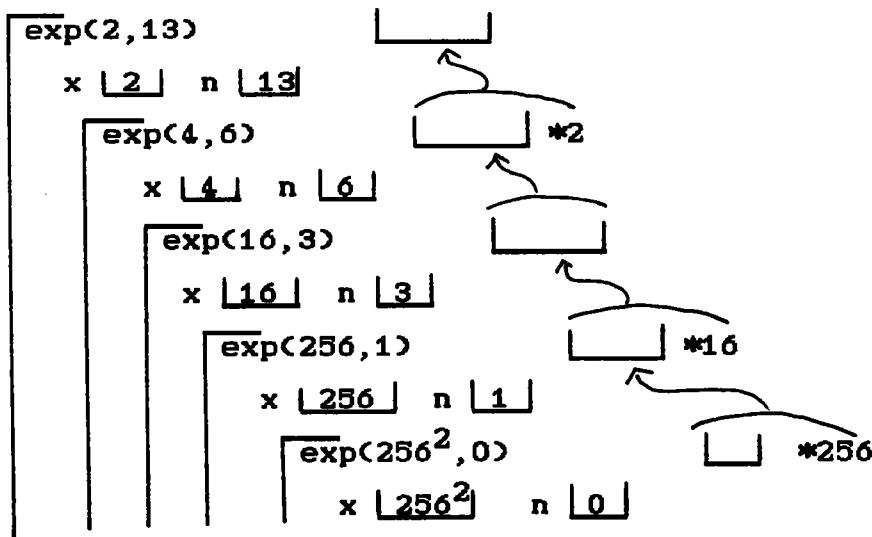 exp(2,13)
x 2 n 13
exp(4,6) *2
x 4 n 6
exp(16,3)
x 16 n 3
exp(256,1) *16
x 256 n 1
exp(256²,0) *256
x 256² n 0